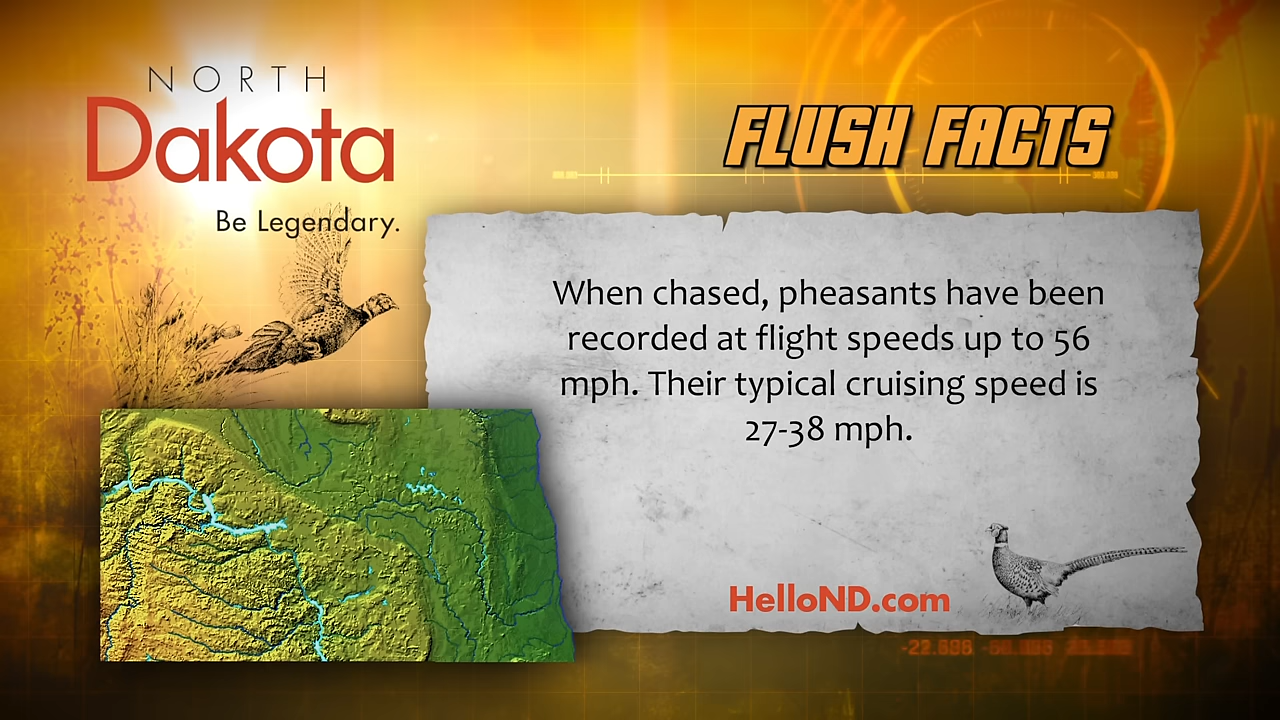 NORTH
Dakota
Be Legendary.
FLUSH FACTS
When chased, pheasants have been
recorded at flight speeds up to 56
mph. Their typical cruising speed is
27-38 mph.
HelloND.com